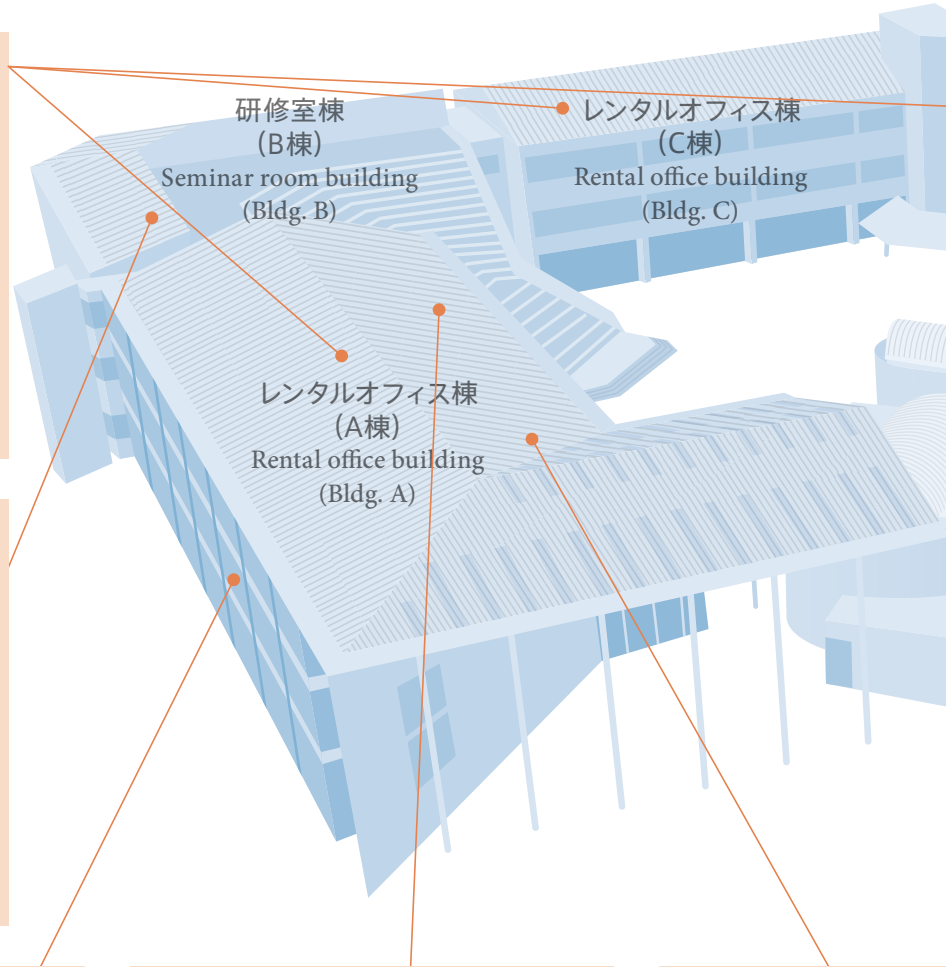 研修室棟
(B棟)
Seminar room building
(Bldg. B)
レンタルオフィス棟
(C棟)
Rental office building
(Bldg. C)
レンタルオフィス棟
(A棟)
Rental office building
(Bldg. A)